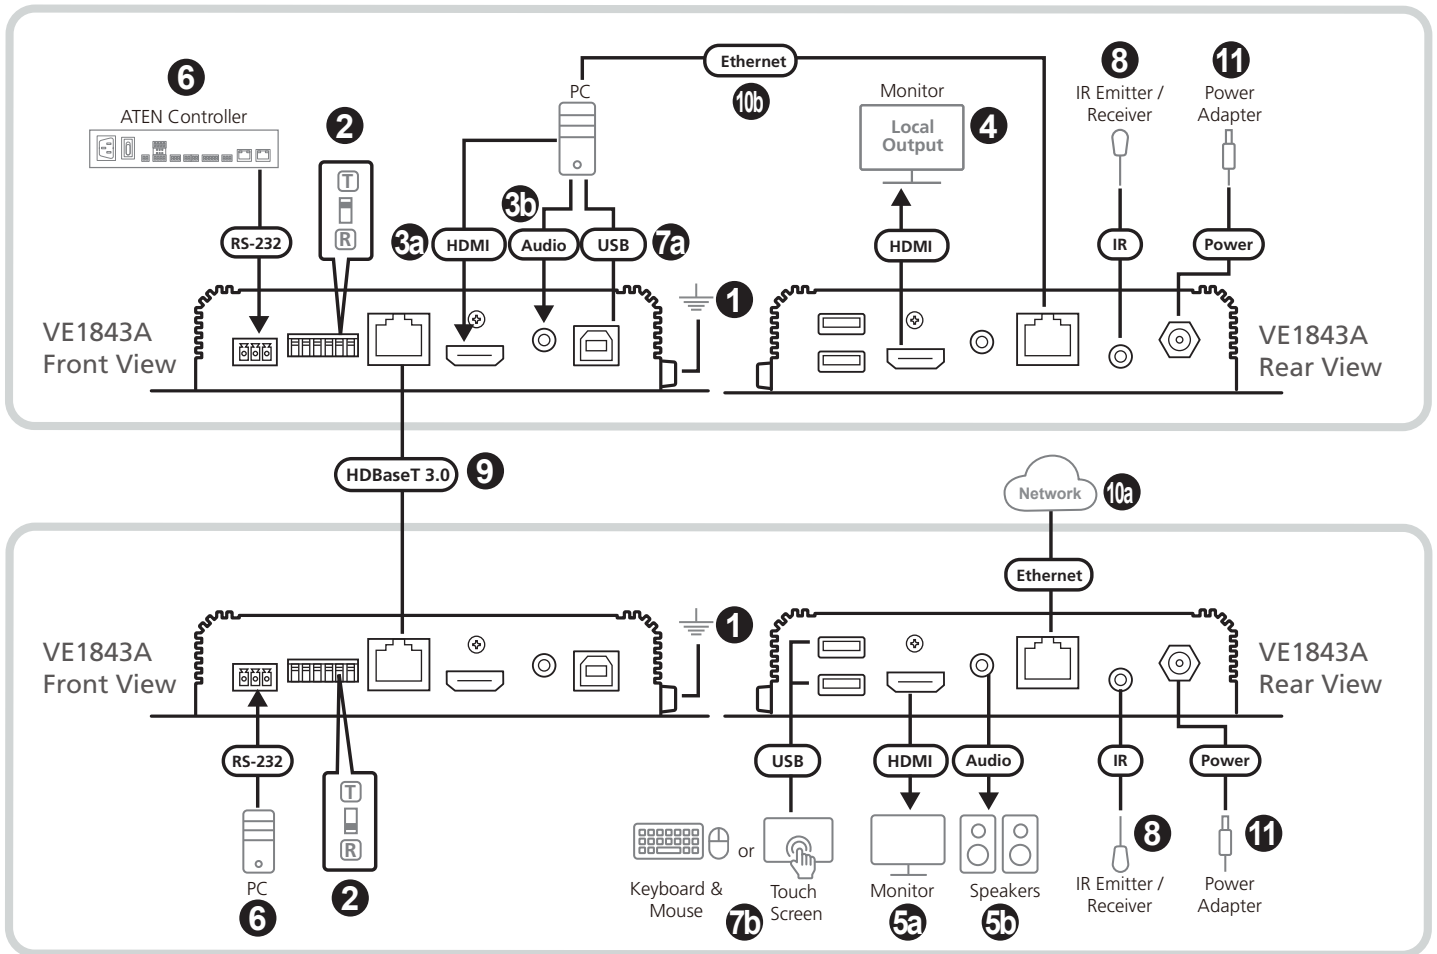 6
ATEN Controller
RS-232
2
T
R
PC
Ethernet
10b
3a
HDMI
3b
Audio
USB
7a
Monitor
Local
Output
4
HDMI
8
IR Emitter /
Receiver
IR
11
Power
Adapter
Power
VE1843A
Front View
1
VE1843A
Rear View
HDBaseT 3.0
9
Network
10a
Ethernet
VE1843A
Front View
1
VE1843A
Rear View
RS-232
PC
6
T
R
2
USB
HDMI
Audio
IR
Power
or
Keyboard &
Mouse
7b
Touch
Screen
Monitor
5a
Speakers
5b
8
IR Emitter /
Receiver
11
Power
Adapter